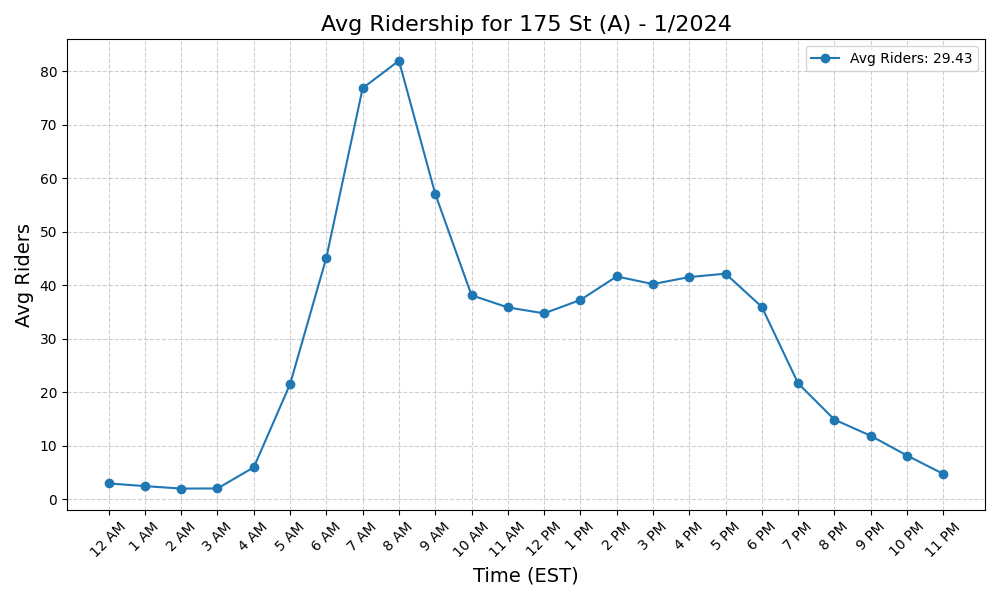 Avg Ridership for 175 St (A) - 1/2024
Avg Riders: 29.43
Avg Riders
80
70
60
50
40
30
20
10
0
12 AM
1 AM
2 AM
3 AM
4 AM
5 AM
6 AM
7 AM
8 AM
9 AM
10 AM
11 AM
12 PM
1 PM
2 PM
3 PM
4 PM
5 PM
6 PM
7 PM
8 PM
9 PM
10 PM
11 PM
Time (EST)